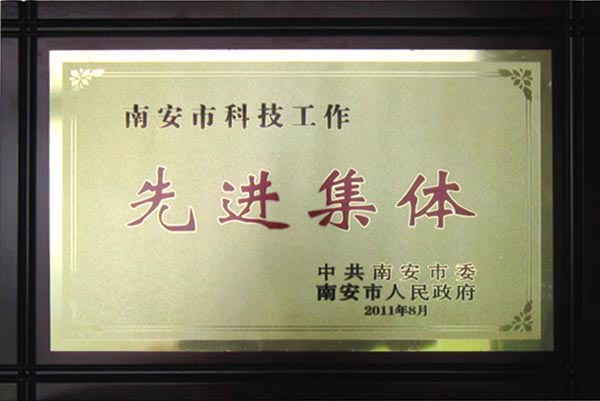 南安市科技工作
先进集体
中共南安市委
南安市人民政府
2011年8月